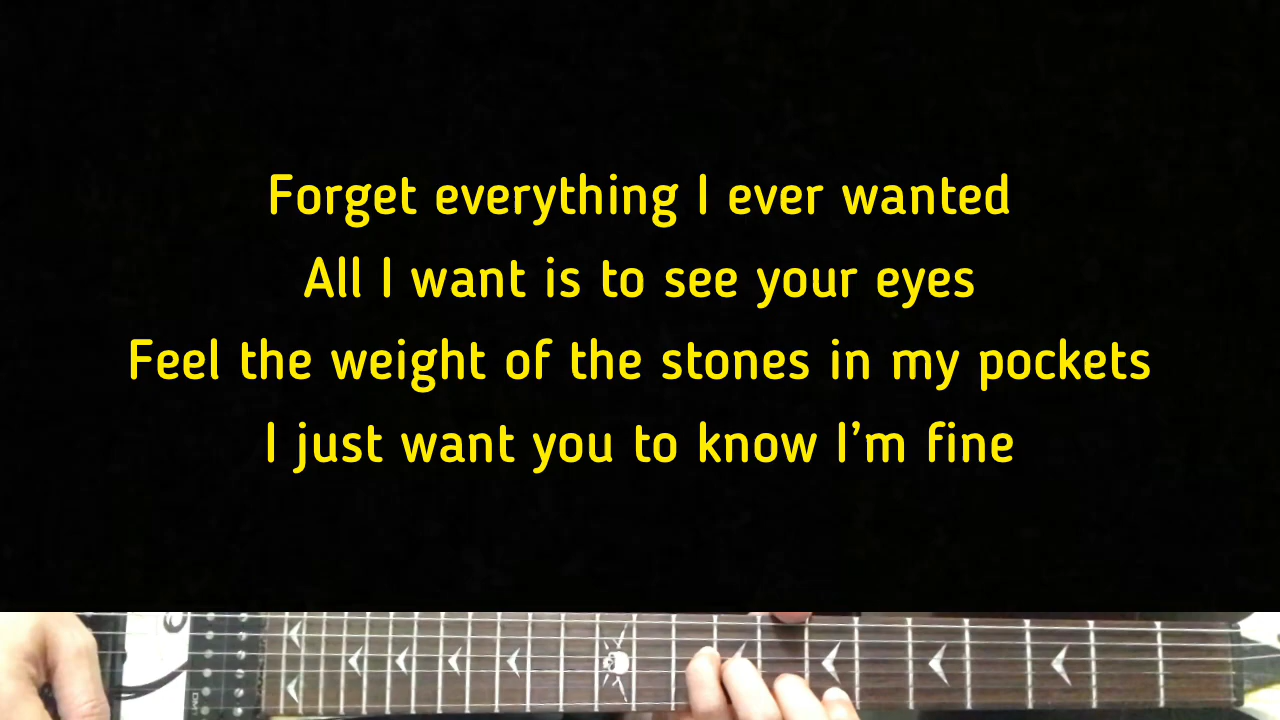 Forget everything I ever wanted
All I want is to see your eyes
Feel the weight of the stones in my pockets
I just want you to know I’m fine